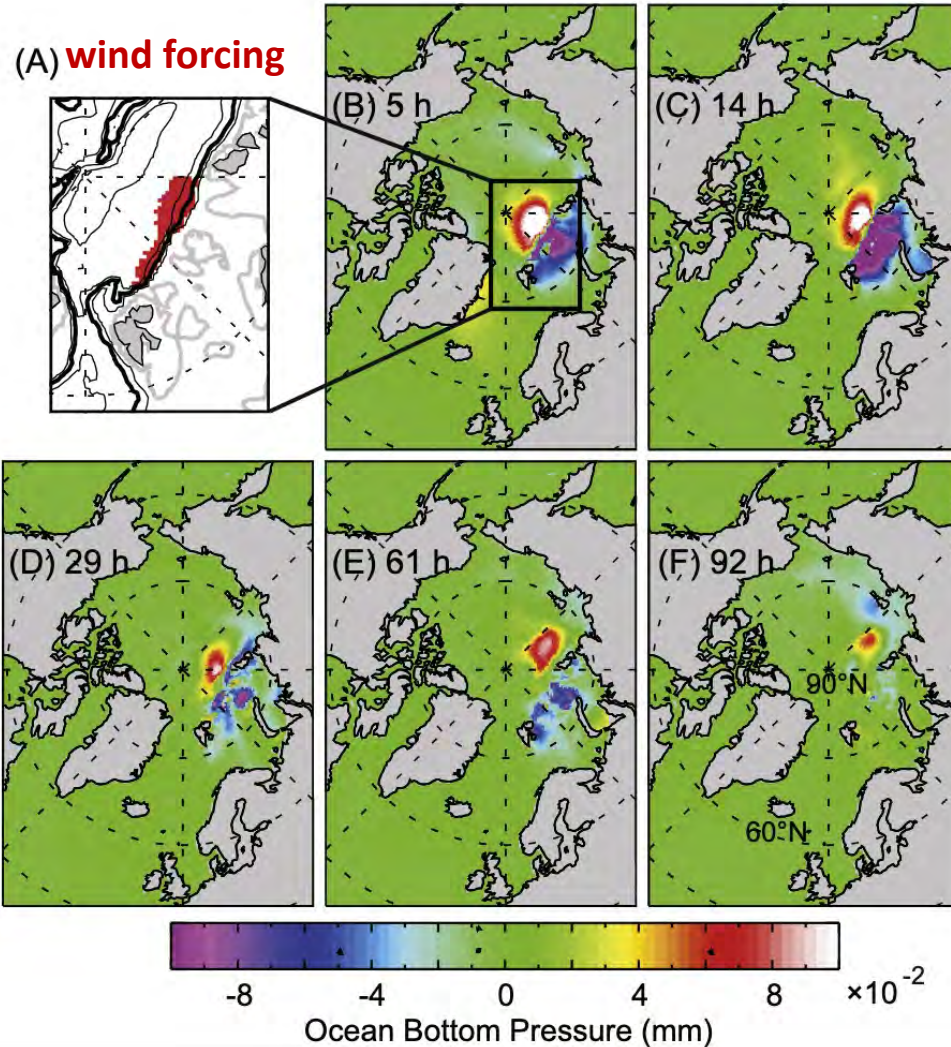 (A) wind forcing
(B) 5 h
(C) 14 h
(D) 29 h
(E) 61 h
(F) 92 h
90°N
60°N
-8 -4 0 4 8 ×10⁻²
Ocean Bottom Pressure (mm)